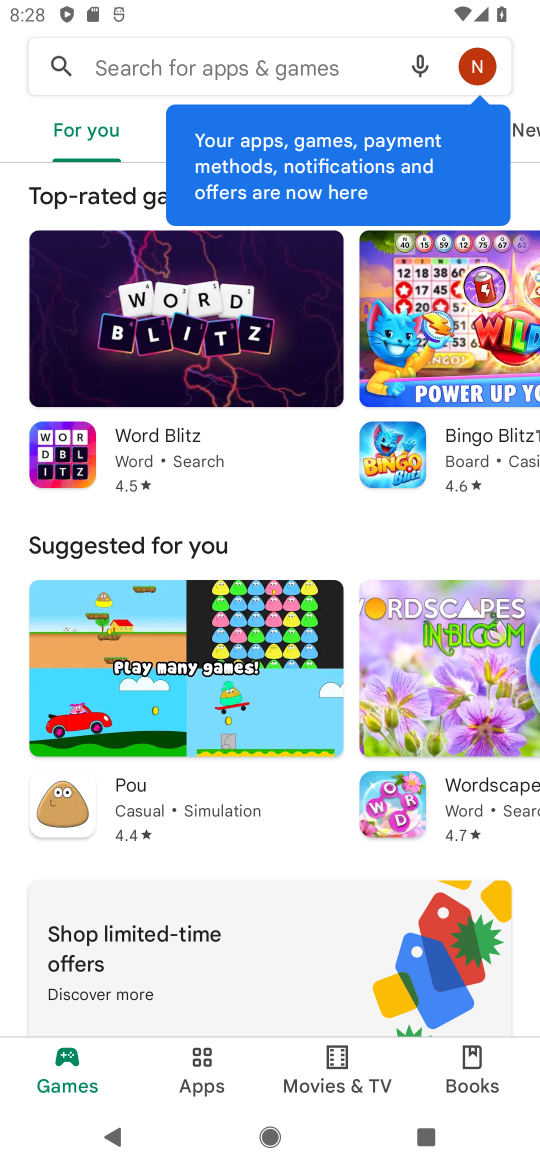 8:28
Search for apps & games
N
For you
New
Your apps, games, payment
methods, notifications and
offers are now here
Top-rated ga
WORD
BLITZ
POWER UP YO
Word Blitz
Word • Search
4.5★
BINGO
Blitz
Bingo Blitz
Board • Casi
4.6★
Suggested for you
Play many games!
WORDSCAPES
IN BLOOM
Pou
Casual • Simulation
4.4★
Wordscape
Word • Searc
4.7★
Shop limited-time
offers
Discover more
Games
Apps
Movies & TV
Books